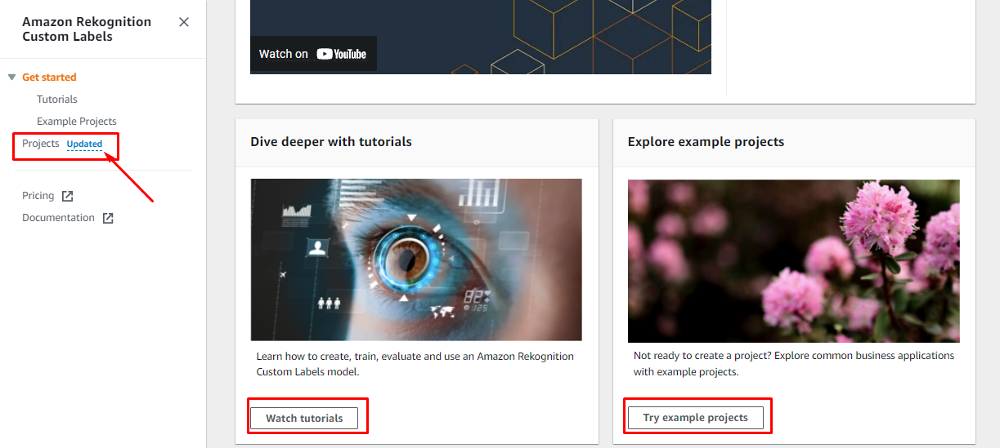 Amazon Rekognition
Custom Labels
Get started
Tutorials
Example Projects
Projects Updated
Pricing
Documentation
Watch on YouTube
Dive deeper with tutorials
82
125
Learn how to create, train, evaluate and use an Amazon Rekognition
Custom Labels model.
Watch tutorials
Explore example projects
Not ready to create a project? Explore common business applications
with example projects.
Try example projects